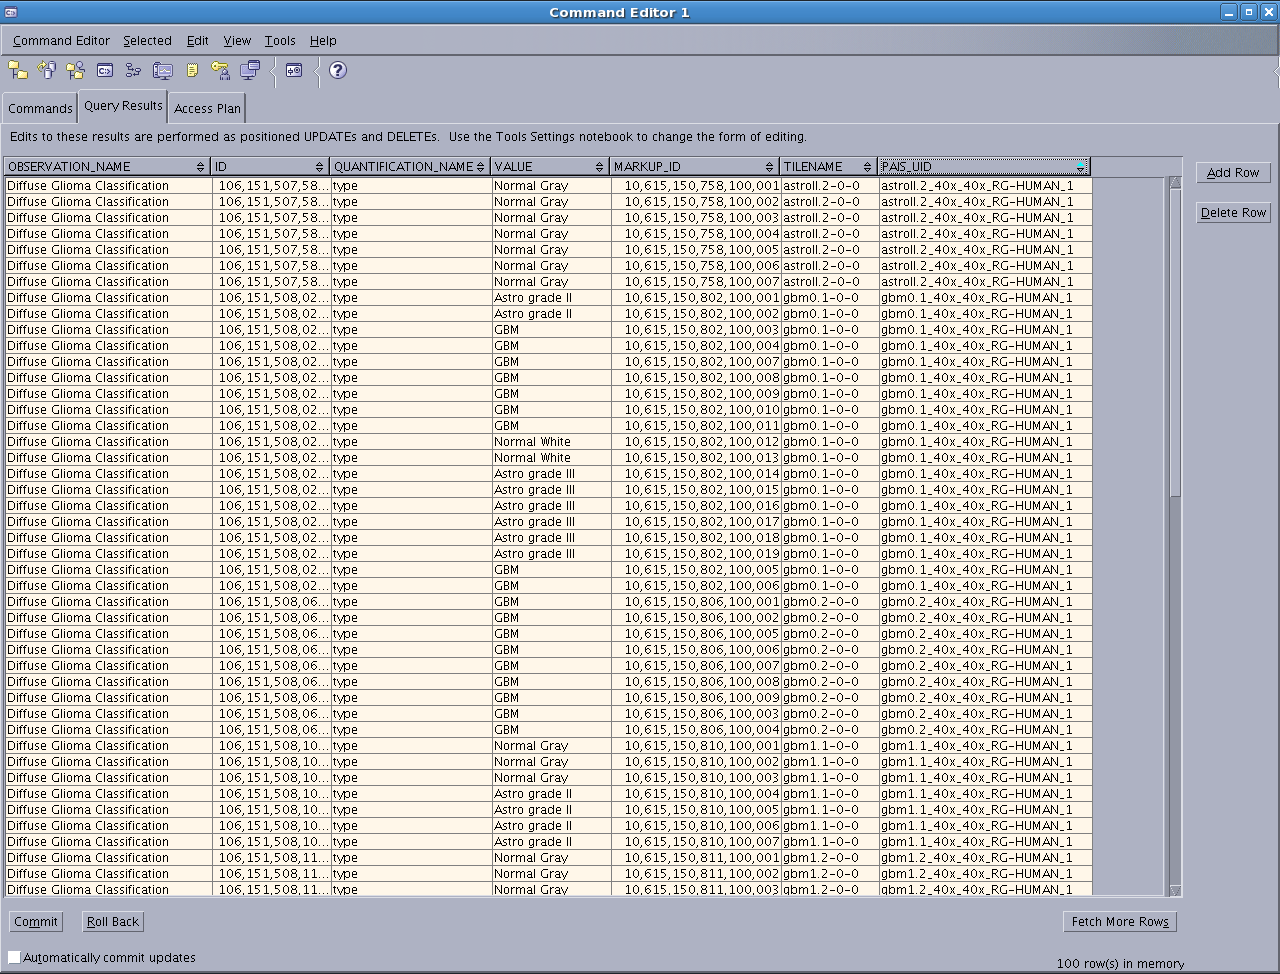 Command Editor 1
Command Editor Selected Edit View Tools Help
Commands Query Results Access Plan
Edits to these results are performed as positioned UPDATEs and DELETEs. Use the Tools Settings notebook to change the form of editing.
OBSERVATION_NAME ID QUANTIFICATION_NAME VALUE MARKUP_ID TILENAME PAIS_UID
Add Row
Delete Row
Diffuse Glioma Classification 106,151,507,58... type Normal Gray 10,615,150,758,100,001 astroII.2-0-0 astroII.2_40x_40x_RG-HUMAN_1
Diffuse Glioma Classification 106,151,507,58... type Normal Gray 10,615,150,758,100,002 astroII.2-0-0 astroII.2_40x_40x_RG-HUMAN_1
Diffuse Glioma Classification 106,151,507,58... type Normal Gray 10,615,150,758,100,003 astroII.2-0-0 astroII.2_40x_40x_RG-HUMAN_1
Diffuse Glioma Classification 106,151,507,58... type Normal Gray 10,615,150,758,100,004 astroII.2-0-0 astroII.2_40x_40x_RG-HUMAN_1
Diffuse Glioma Classification 106,151,507,58... type Normal Gray 10,615,150,758,100,005 astroII.2-0-0 astroII.2_40x_40x_RG-HUMAN_1
Diffuse Glioma Classification 106,151,507,58... type Normal Gray 10,615,150,758,100,006 astroII.2-0-0 astroII.2_40x_40x_RG-HUMAN_1
Diffuse Glioma Classification 106,151,507,58... type Normal Gray 10,615,150,758,100,007 astroII.2-0-0 astroII.2_40x_40x_RG-HUMAN_1
Diffuse Glioma Classification 106,151,508,02... type Astro grade II 10,615,150,802,100,001 gbm0.1-0-0 gbm0.1_40x_40x_RG-HUMAN_1
Diffuse Glioma Classification 106,151,508,02... type Astro grade II 10,615,150,802,100,002 gbm0.1-0-0 gbm0.1_40x_40x_RG-HUMAN_1
Diffuse Glioma Classification 106,151,508,02... type GBM 10,615,150,802,100,003 gbm0.1-0-0 gbm0.1_40x_40x_RG-HUMAN_1
Diffuse Glioma Classification 106,151,508,02... type GBM 10,615,150,802,100,004 gbm0.1-0-0 gbm0.1_40x_40x_RG-HUMAN_1
Diffuse Glioma Classification 106,151,508,02... type GBM 10,615,150,802,100,007 gbm0.1-0-0 gbm0.1_40x_40x_RG-HUMAN_1
Diffuse Glioma Classification 106,151,508,02... type GBM 10,615,150,802,100,008 gbm0.1-0-0 gbm0.1_40x_40x_RG-HUMAN_1
Diffuse Glioma Classification 106,151,508,02... type GBM 10,615,150,802,100,009 gbm0.1-0-0 gbm0.1_40x_40x_RG-HUMAN_1
Diffuse Glioma Classification 106,151,508,02... type GBM 10,615,150,802,100,010 gbm0.1-0-0 gbm0.1_40x_40x_RG-HUMAN_1
Diffuse Glioma Classification 106,151,508,02... type GBM 10,615,150,802,100,011 gbm0.1-0-0 gbm0.1_40x_40x_RG-HUMAN_1
Diffuse Glioma Classification 106,151,508,02... type Normal White 10,615,150,802,100,012 gbm0.1-0-0 gbm0.1_40x_40x_RG-HUMAN_1
Diffuse Glioma Classification 106,151,508,02... type Normal White 10,615,150,802,100,013 gbm0.1-0-0 gbm0.1_40x_40x_RG-HUMAN_1
Diffuse Glioma Classification 106,151,508,02... type Astro grade III 10,615,150,802,100,014 gbm0.1-0-0 gbm0.1_40x_40x_RG-HUMAN_1
Diffuse Glioma Classification 106,151,508,02... type Astro grade III 10,615,150,802,100,015 gbm0.1-0-0 gbm0.1_40x_40x_RG-HUMAN_1
Diffuse Glioma Classification 106,151,508,02... type Astro grade III 10,615,150,802,100,016 gbm0.1-0-0 gbm0.1_40x_40x_RG-HUMAN_1
Diffuse Glioma Classification 106,151,508,02... type Astro grade III 10,615,150,802,100,017 gbm0.1-0-0 gbm0.1_40x_40x_RG-HUMAN_1
Diffuse Glioma Classification 106,151,508,02... type Astro grade III 10,615,150,802,100,018 gbm0.1-0-0 gbm0.1_40x_40x_RG-HUMAN_1
Diffuse Glioma Classification 106,151,508,02... type Astro grade III 10,615,150,802,100,019 gbm0.1-0-0 gbm0.1_40x_40x_RG-HUMAN_1
Diffuse Glioma Classification 106,151,508,02... type GBM 10,615,150,802,100,005 gbm0.1-0-0 gbm0.1_40x_40x_RG-HUMAN_1
Diffuse Glioma Classification 106,151,508,02... type GBM 10,615,150,802,100,006 gbm0.1-0-0 gbm0.1_40x_40x_RG-HUMAN_1
Diffuse Glioma Classification 106,151,508,06... type GBM 10,615,150,806,100,001 gbm0.2-0-0 gbm0.2_40x_40x_RG-HUMAN_1
Diffuse Glioma Classification 106,151,508,06... type GBM 10,615,150,806,100,002 gbm0.2-0-0 gbm0.2_40x_40x_RG-HUMAN_1
Diffuse Glioma Classification 106,151,508,06... type GBM 10,615,150,806,100,005 gbm0.2-0-0 gbm0.2_40x_40x_RG-HUMAN_1
Diffuse Glioma Classification 106,151,508,06... type GBM 10,615,150,806,100,006 gbm0.2-0-0 gbm0.2_40x_40x_RG-HUMAN_1
Diffuse Glioma Classification 106,151,508,06... type GBM 10,615,150,806,100,007 gbm0.2-0-0 gbm0.2_40x_40x_RG-HUMAN_1
Diffuse Glioma Classification 106,151,508,06... type GBM 10,615,150,806,100,008 gbm0.2-0-0 gbm0.2_40x_40x_RG-HUMAN_1
Diffuse Glioma Classification 106,151,508,06... type GBM 10,615,150,806,100,009 gbm0.2-0-0 gbm0.2_40x_40x_RG-HUMAN_1
Diffuse Glioma Classification 106,151,508,06... type GBM 10,615,150,806,100,003 gbm0.2-0-0 gbm0.2_40x_40x_RG-HUMAN_1
Diffuse Glioma Classification 106,151,508,06... type GBM 10,615,150,806,100,004 gbm0.2-0-0 gbm0.2_40x_40x_RG-HUMAN_1
Diffuse Glioma Classification 106,151,508,10... type Normal Gray 10,615,150,810,100,001 gbm1.1-0-0 gbm1.1_40x_40x_RG-HUMAN_1
Diffuse Glioma Classification 106,151,508,10... type Normal Gray 10,615,150,810,100,002 gbm1.1-0-0 gbm1.1_40x_40x_RG-HUMAN_1
Diffuse Glioma Classification 106,151,508,10... type Normal Gray 10,615,150,810,100,003 gbm1.1-0-0 gbm1.1_40x_40x_RG-HUMAN_1
Diffuse Glioma Classification 106,151,508,10... type Astro grade II 10,615,150,810,100,004 gbm1.1-0-0 gbm1.1_40x_40x_RG-HUMAN_1
Diffuse Glioma Classification 106,151,508,10... type Astro grade II 10,615,150,810,100,005 gbm1.1-0-0 gbm1.1_40x_40x_RG-HUMAN_1
Diffuse Glioma Classification 106,151,508,10... type Astro grade II 10,615,150,810,100,006 gbm1.1-0-0 gbm1.1_40x_40x_RG-HUMAN_1
Diffuse Glioma Classification 106,151,508,10... type Astro grade II 10,615,150,810,100,007 gbm1.1-0-0 gbm1.1_40x_40x_RG-HUMAN_1
Diffuse Glioma Classification 106,151,508,11... type Normal Gray 10,615,150,811,100,001 gbm1.2-0-0 gbm1.2_40x_40x_RG-HUMAN_1
Diffuse Glioma Classification 106,151,508,11... type Normal Gray 10,615,150,811,100,002 gbm1.2-0-0 gbm1.2_40x_40x_RG-HUMAN_1
Diffuse Glioma Classification 106,151,508,11... type Normal Gray 10,615,150,811,100,003 gbm1.2-0-0 gbm1.2_40x_40x_RG-HUMAN_1
Commit Roll Back Fetch More Rows
Automatically commit updates
100 row(s) in memory